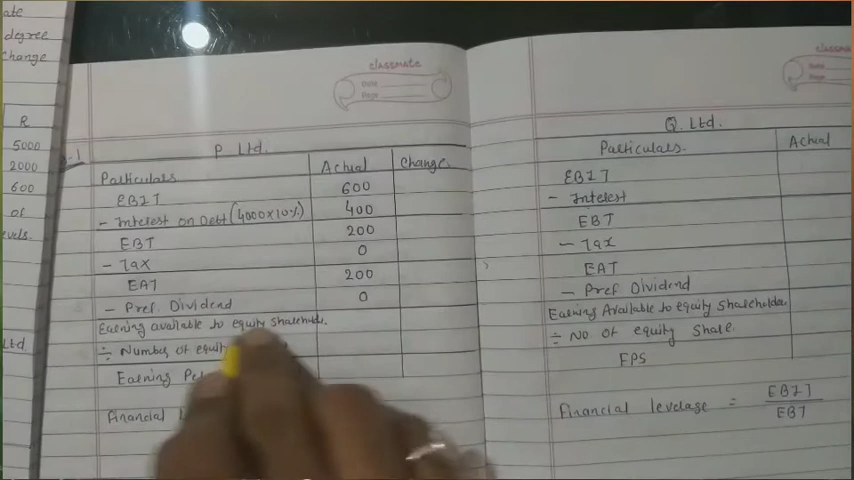 ate
degree
Change
R
5000
2000
600
of
evels.
Ltd
classmate
Date
Page
P Ltd.
Particulars Actual Change.
EBIT 600
- Interest on Debt (4000x10%) 400
EBT 200
- Tax 0
EAT 200
- Pref. Dividend 0
Earning available to equity Shareholds.
÷ Number of equity
Earning Pe
Financial
classmate
Date
Page
Q. Ltd.
Particulars. Actual
EBIT
- Interest
EBT
- Tax
EAT
- Pref Dividend
Earning Available to equity Shareholder
÷ No of equity Share.
EPS
Financial leverage = EBIT
EBT